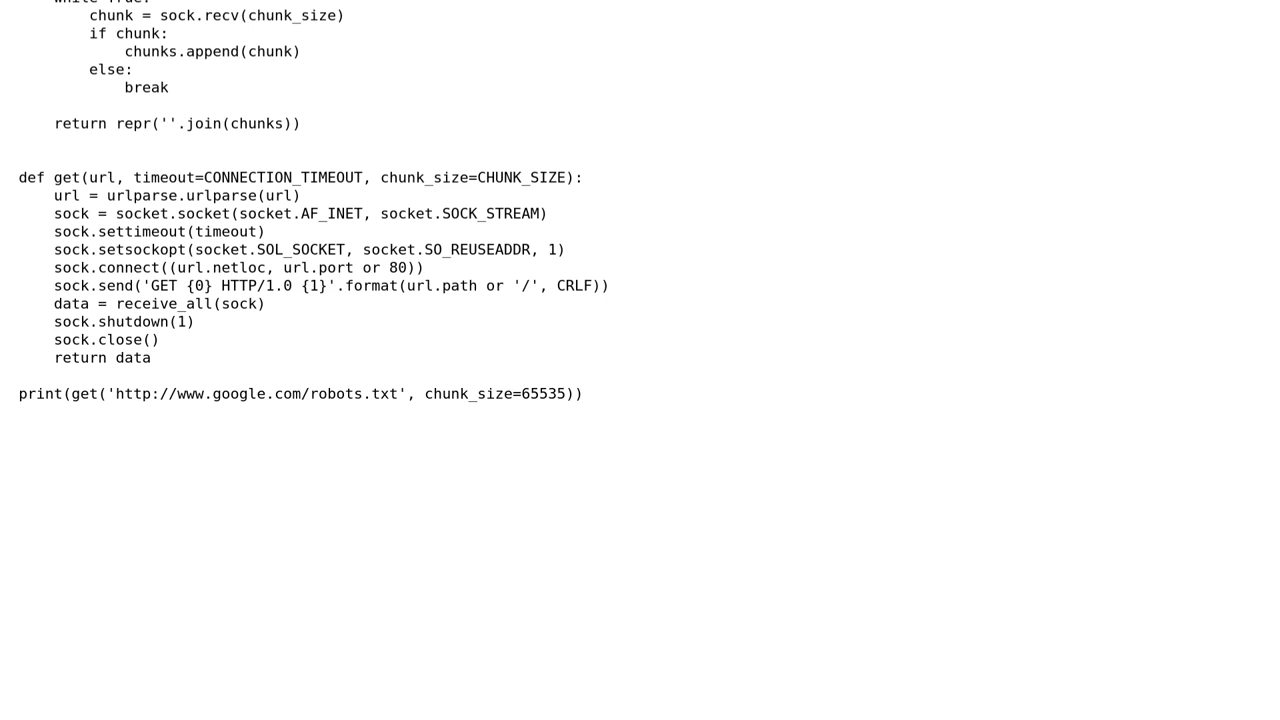 while True:
        chunk = sock.recv(chunk_size)
        if chunk:
            chunks.append(chunk)
        else:
            break

    return repr(''.join(chunks))


def get(url, timeout=CONNECTION_TIMEOUT, chunk_size=CHUNK_SIZE):
    url = urlparse.urlparse(url)
    sock = socket.socket(socket.AF_INET, socket.SOCK_STREAM)
    sock.settimeout(timeout)
    sock.setsockopt(socket.SOL_SOCKET, socket.SO_REUSEADDR, 1)
    sock.connect((url.netloc, url.port or 80))
    sock.send('GET {0} HTTP/1.0 {1}'.format(url.path or '/', CRLF))
    data = receive_all(sock)
    sock.shutdown(1)
    sock.close()
    return data

print(get('http://www.google.com/robots.txt', chunk_size=65535))